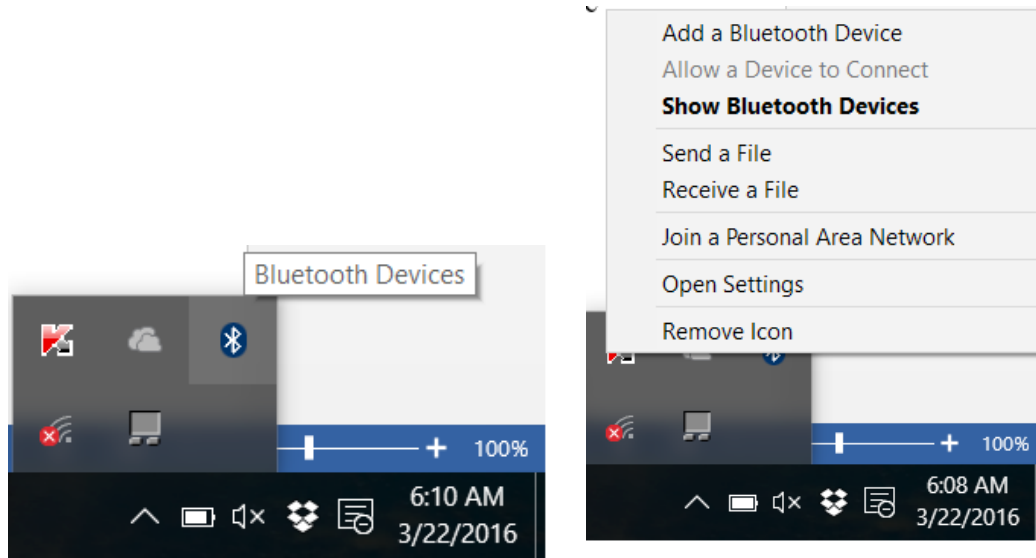 Bluetooth Devices
100%
6:10 AM
3/22/2016
Add a Bluetooth Device
Allow a Device to Connect
Show Bluetooth Devices
Send a File
Receive a File
Join a Personal Area Network
Open Settings
Remove Icon
100%
6:08 AM
3/22/2016